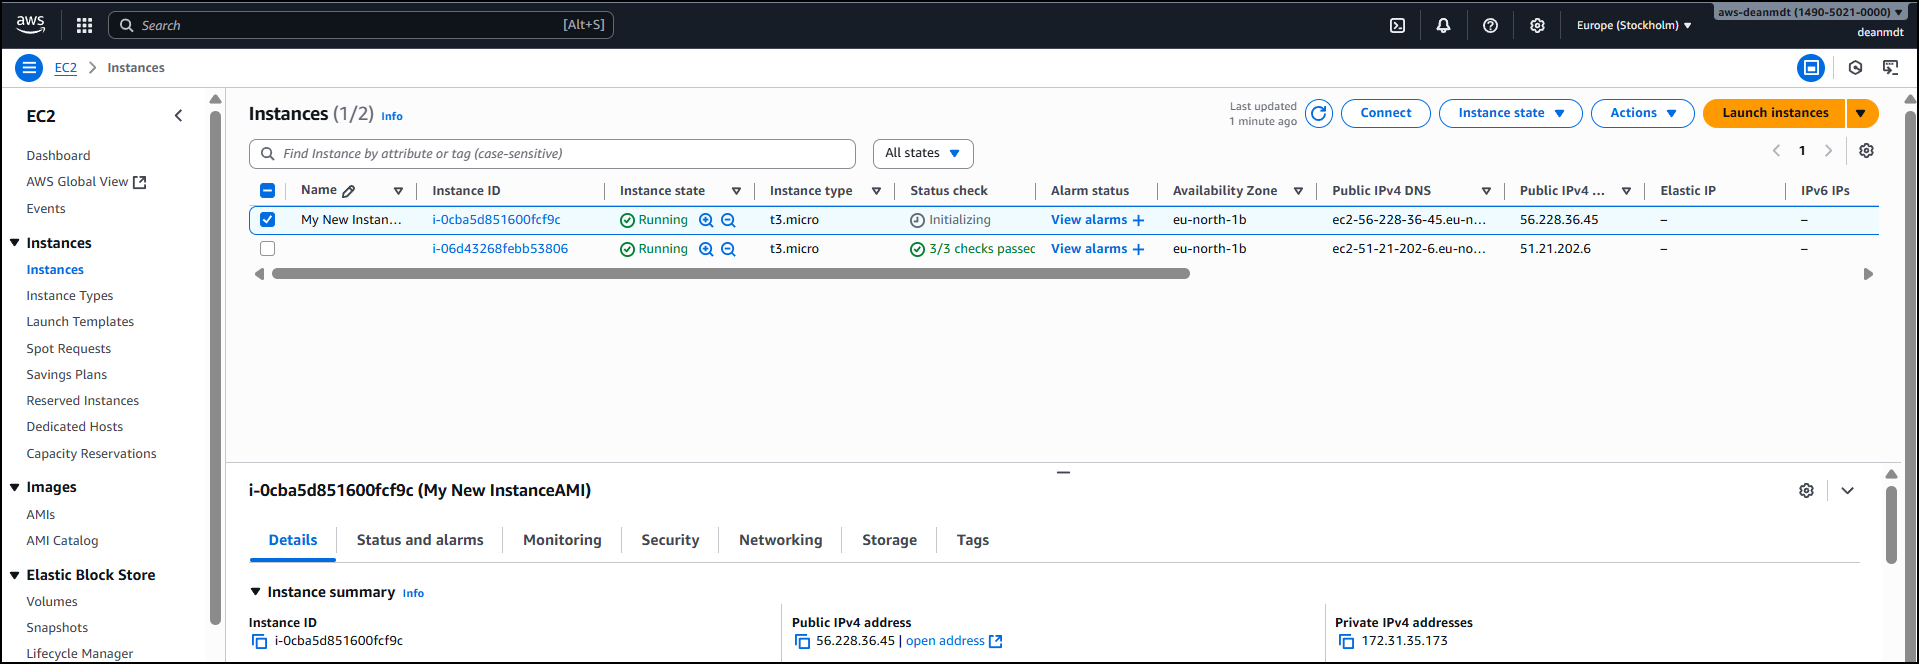 aws
Search [Alt+S]
Europe (Stockholm)
aws-deanmdt (1490-5021-0000)
deanmdt
EC2 > Instances
EC2
Dashboard
AWS Global View
Events
Instances
Instances
Instance Types
Launch Templates
Spot Requests
Savings Plans
Reserved Instances
Dedicated Hosts
Capacity Reservations
Images
AMIs
AMI Catalog
Elastic Block Store
Volumes
Snapshots
Lifecycle Manager
Instances (1/2) Info
Last updated
1 minute ago
Connect Instance state Actions Launch instances
Find Instance by attribute or tag (case-sensitive) All states 1
Name Instance ID Instance state Instance type Status check Alarm status Availability Zone Public IPv4 DNS Public IPv4 ... Elastic IP IPv6 IPs
My New Instan... i-0cba5d851600fcf9c Running t3.micro Initializing View alarms + eu-north-1b ec2-56-228-36-45.eu-n... 56.228.36.45 – –
i-06d43268febb53806 Running t3.micro 3/3 checks passec View alarms + eu-north-1b ec2-51-21-202-6.eu-no... 51.21.202.6 – –
i-0cba5d851600fcf9c (My New InstanceAMI)
Details Status and alarms Monitoring Security Networking Storage Tags
Instance summary Info
Instance ID
i-0cba5d851600fcf9c
Public IPv4 address
56.228.36.45 | open address
Private IPv4 addresses
172.31.35.173